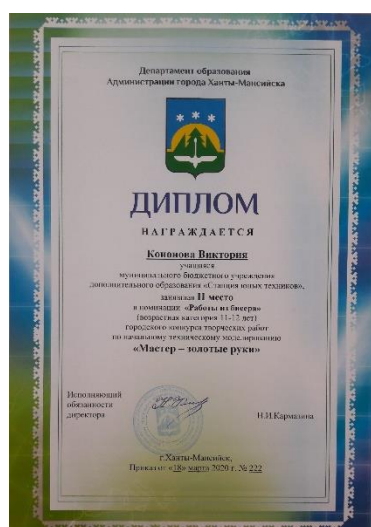 Департамент образования
Администрации города Ханты-Мансийска
ДИПЛОМ
НАГРАЖДАЕТСЯ
Кононова Виктория
учащаяся
муниципального бюджетного учреждения
дополнительного образования «Станция юных техников»,
занявшая II место
в номинации «Работы из бисера»
(возрастная категория 11-12 лет)
городского конкурса творческих работ
по начальному техническому моделированию
«Мастер – золотые руки»
Исполняющий
обязанности
директора
Н.И.Кармазина
г.Ханты-Мансийск,
Приказ от «18» марта 2020 г. № 222